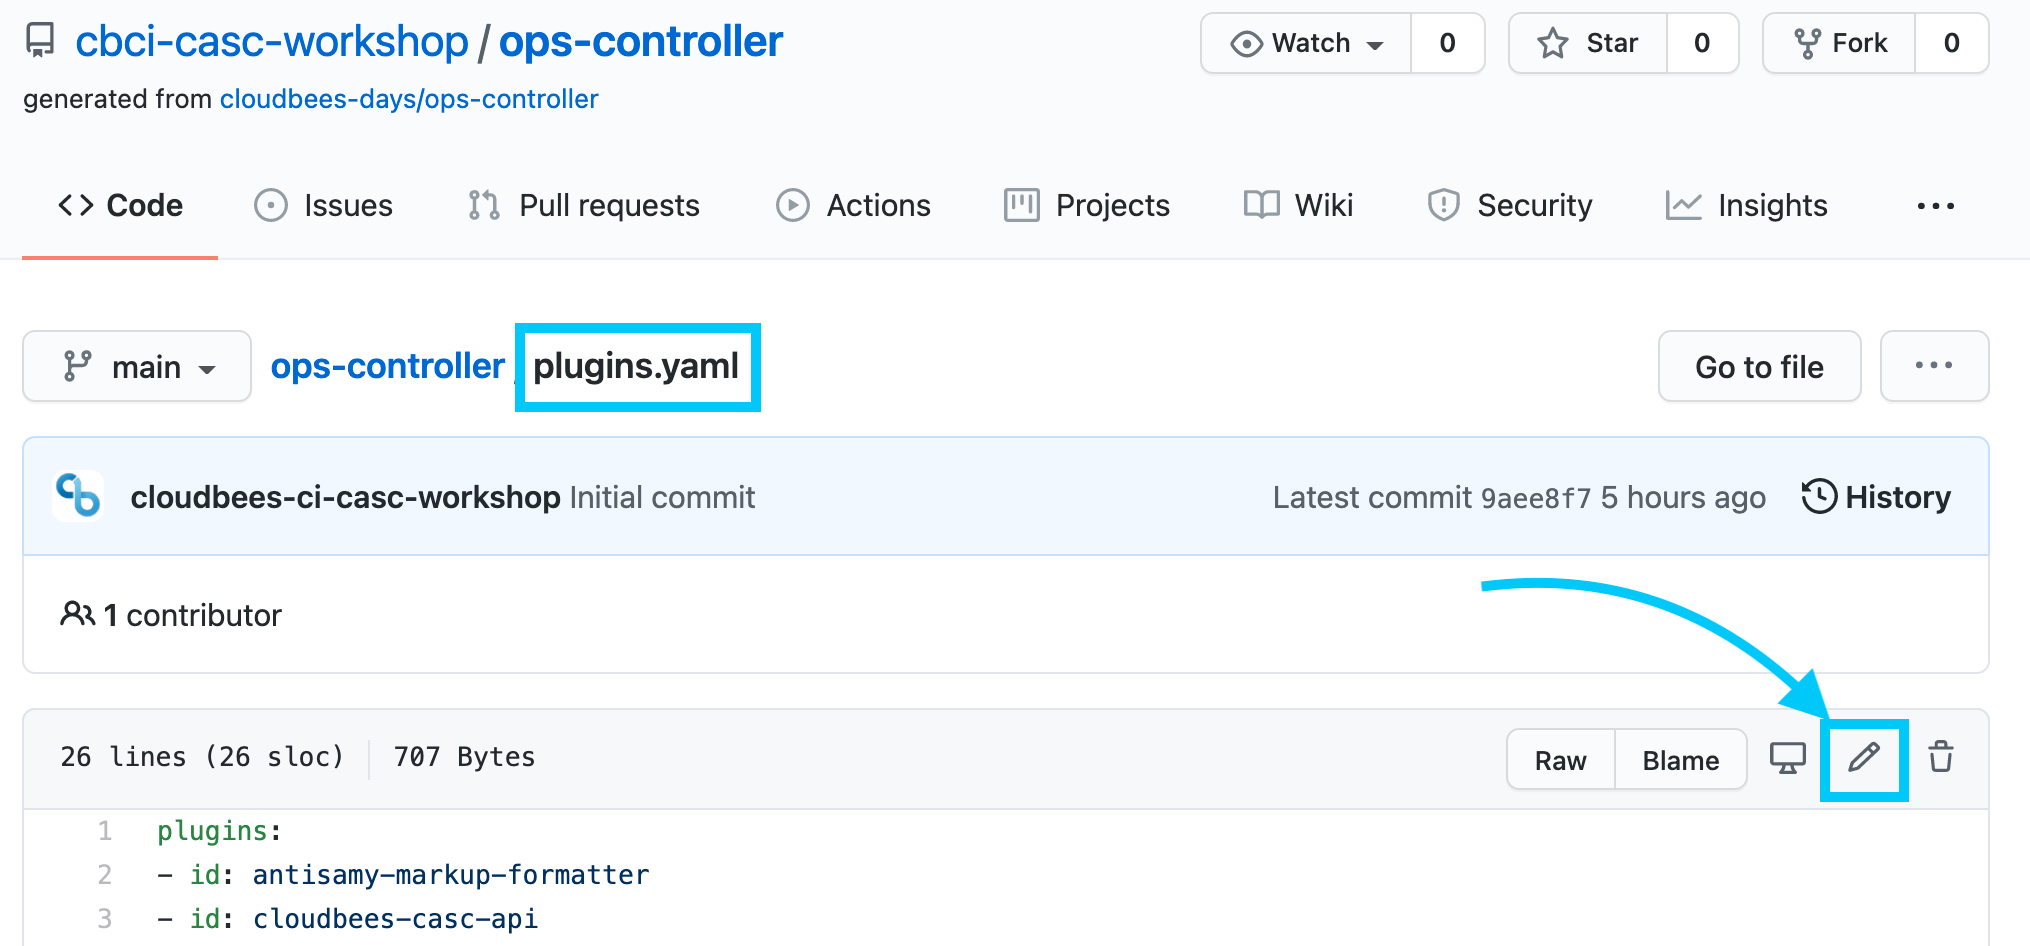 cbci-casc-workshop / ops-controller
Watch 0 Star 0 Fork 0
generated from cloudbees-days/ops-controller
Code Issues Pull requests Actions Projects Wiki Security Insights ...
main ops-controller / plugins.yaml Go to file ...
cloudbees-ci-casc-workshop Initial commit Latest commit 9aee8f7 5 hours ago History
1 contributor
26 lines (26 sloc) 707 Bytes Raw Blame
1 plugins:
2 - id: antisamy-markup-formatter
3 - id: cloudbees-casc-api